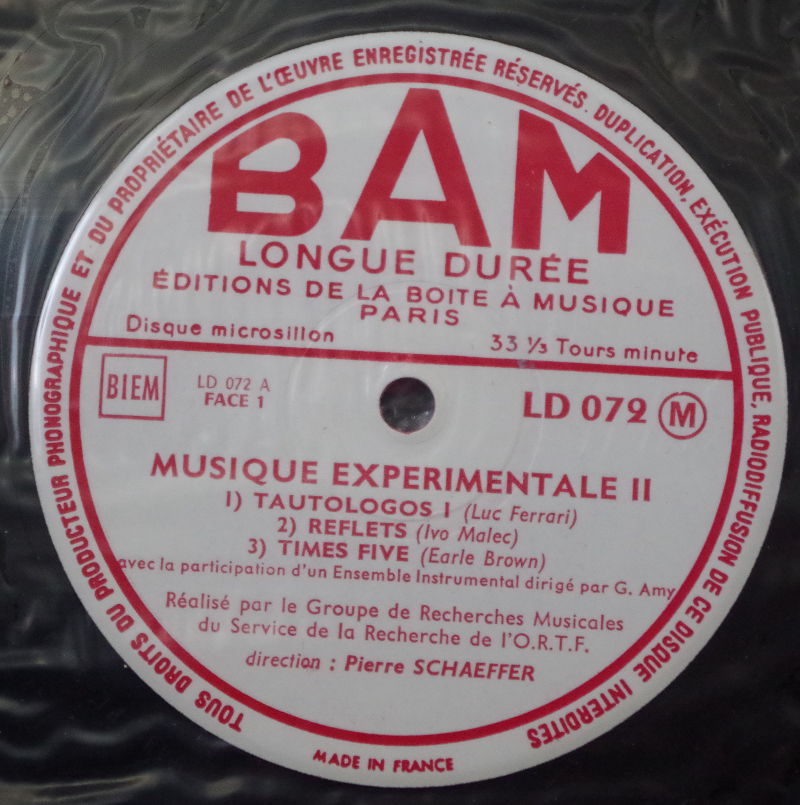 TOUS DROITS DU PRODUCTEUR PHONOGRAPHIQUE ET DU PROPRIÉTAIRE DE L'ŒUVRE ENREGISTRÉE RÉSERVÉS. DUPLICATION, EXÉCUTION PUBLIQUE, RADIODIFFUSION DE CE DISQUE INTERDITES
BAM
LONGUE DURÉE
ÉDITIONS DE LA BOITE À MUSIQUE
PARIS
Disque microsillon
33 ⅓ Tours minute
BIEM
LD 072 A
FACE 1
LD 072 M
MUSIQUE EXPERIMENTALE II
1) TAUTOLOGOS I (Luc Ferrari)
2) REFLETS (Ivo Malec)
3) TIMES FIVE (Earle Brown)
avec la participation d'un Ensemble Instrumental dirigé par G. Amy
Réalisé par le Groupe de Recherches Musicales
du Service de la Recherche de l'O.R.T.F.
direction : Pierre SCHAEFFER
MADE IN FRANCE